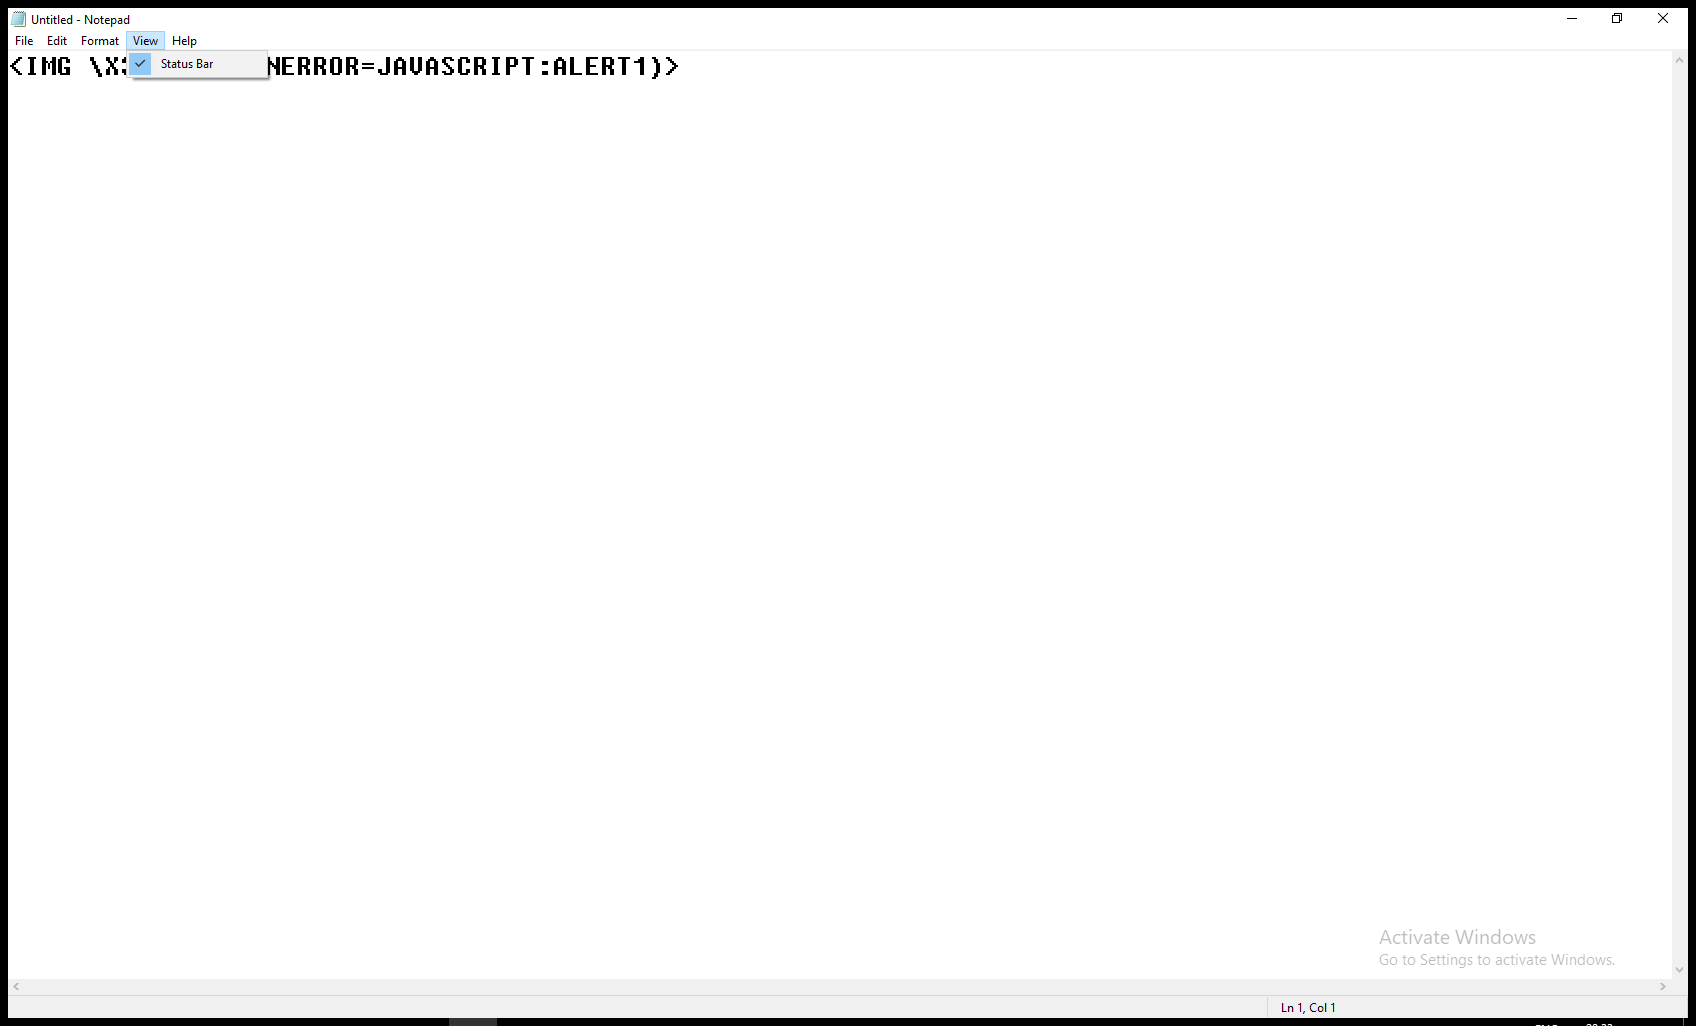 Untitled - Notepad
File Edit Format View Help
Status Bar
<IMG NERROR=JAVASCRIPT:ALERT1)>
Activate Windows
Go to Settings to activate Windows.
Ln 1, Col 1